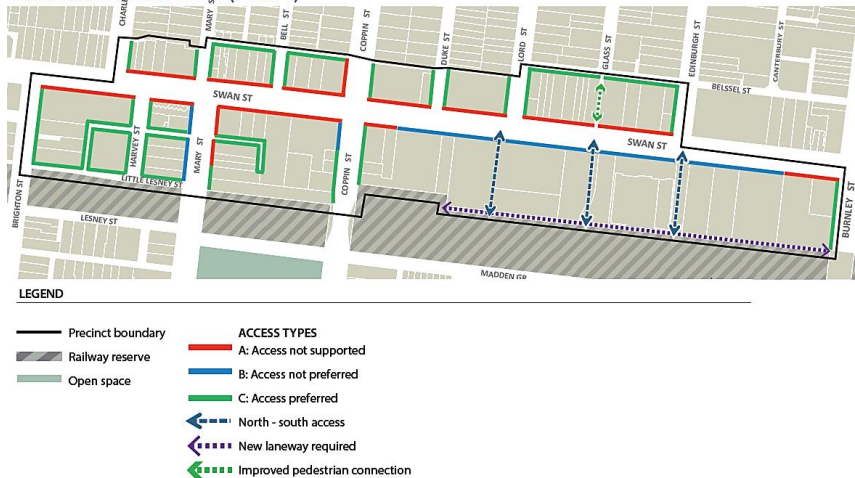 MARY ST
BELL ST
COPPIN ST
DUKE ST
LORD ST
GLASS ST
EDINBURGH ST
CANTERBURY ST
BELSSEL ST
SWAN ST
SWAN ST
HARVEY ST
MARY ST
COPPIN ST
BRIGHTON ST
LITTLE LESNEY ST
LESNEY ST
BURNLEY ST
LEGEND
Precinct boundary
Railway reserve
Open space
ACCESS TYPES
A: Access not supported
B: Access not preferred
C: Access preferred
North - south access
New laneway required
Improved pedestrian connection